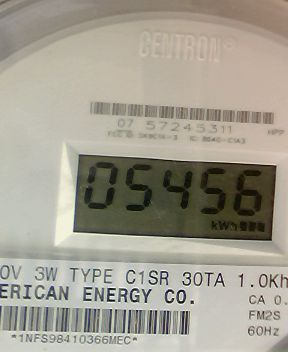 CENTRON®
07 57245311 HPP
05456
kWh
0V 3W TYPE C1SR 30TA 1.0Kh
ERICAN ENERGY CO.
CA 0.
FM2S
60Hz
*1NFS98410366MEC*